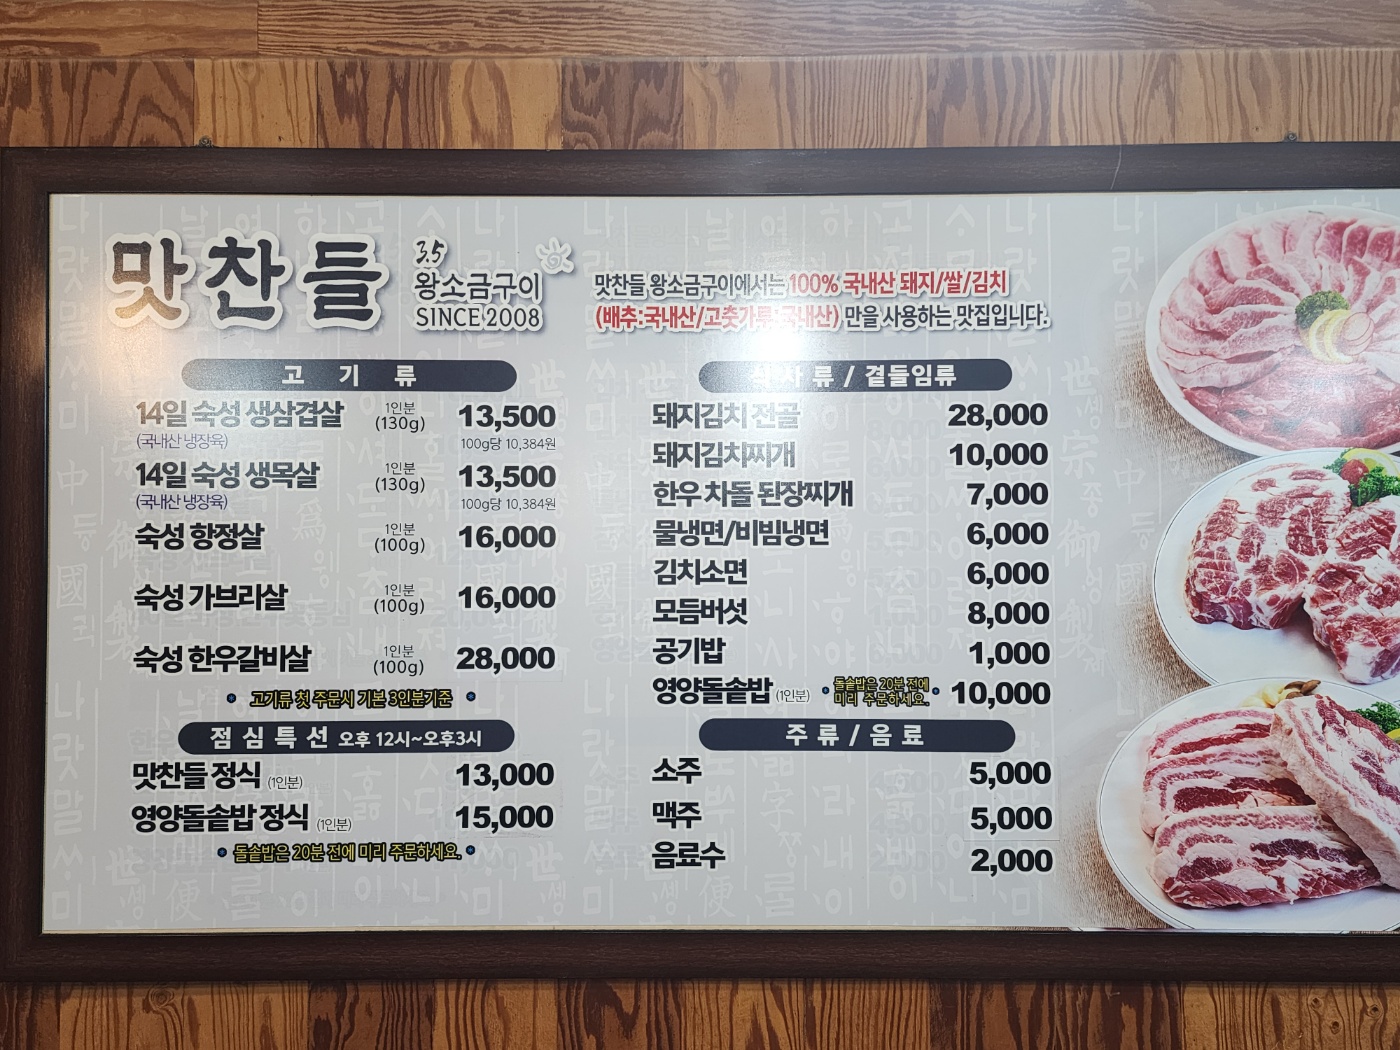 맛찬들
3.5
왕소금구이
SINCE 2008
맛찬들 왕소금구이에서는 100% 국내산 돼지/쌀/김치
(배추:국내산/고춧가루:국내산) 만을 사용하는 맛집입니다.
고 기 류
14일 숙성 생삼겹살 1인분 (130g) 13,500
(국내산 냉장육) 100g당 10,384원
14일 숙성 생목살 1인분 (130g) 13,500
(국내산 냉장육) 100g당 10,384원
숙성 항정살 1인분 (100g) 16,000
숙성 가브리살 1인분 (100g) 16,000
숙성 한우갈비살 1인분 (100g) 28,000
• 고기류 첫 주문시 기본 3인분기준 •
점심특선 오후 12시~오후3시
맛찬들 정식 (1인분) 13,000
영양돌솥밥 정식 (1인분) 15,000
• 돌솥밥은 20분 전에 미리 주문하세요. •
식사류/곁들임류
돼지김치 전골 28,000
돼지김치찌개 10,000
한우 차돌 된장찌개 7,000
물냉면/비빔냉면 6,000
김치소면 6,000
모듬버섯 8,000
공기밥 1,000
영양돌솥밥 (1인분) • 돌솥밥은 20분 전에 미리 주문하세요. • 10,000
주류/음료
소주 5,000
맥주 5,000
음료수 2,000